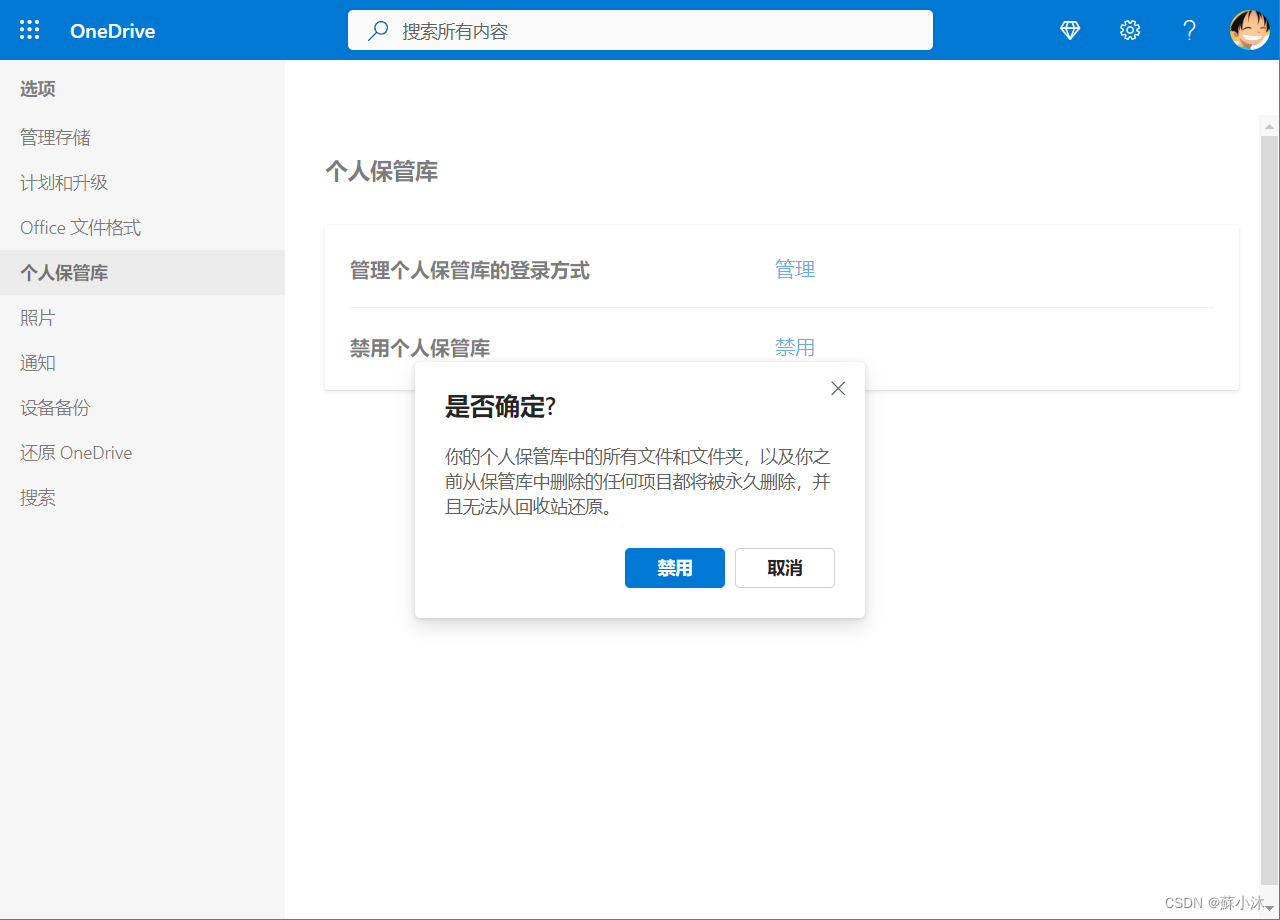 OneDrive
搜索所有内容
选项
管理存储
计划和升级
Office 文件格式
个人保管库
照片
通知
设备备份
还原 OneDrive
搜索
个人保管库
管理个人保管库的登录方式
管理
禁用个人保管库
禁用
是否确定?
你的个人保管库中的所有文件和文件夹，以及你之
前从保管库中删除的任何项目都将被永久删除，并
且无法从回收站还原。
禁用
取消
CSDN @蘇小沐